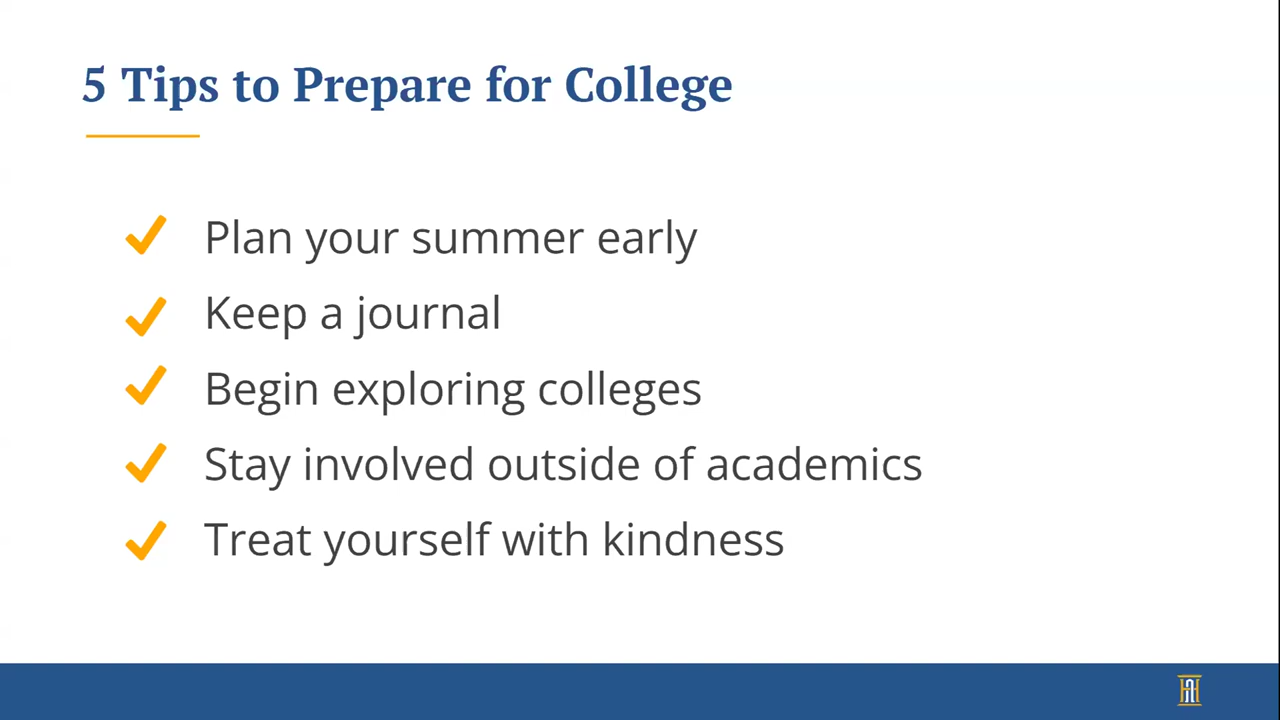 5 Tips to Prepare for College
Plan your summer early
Keep a journal
Begin exploring colleges
Stay involved outside of academics
Treat yourself with kindness